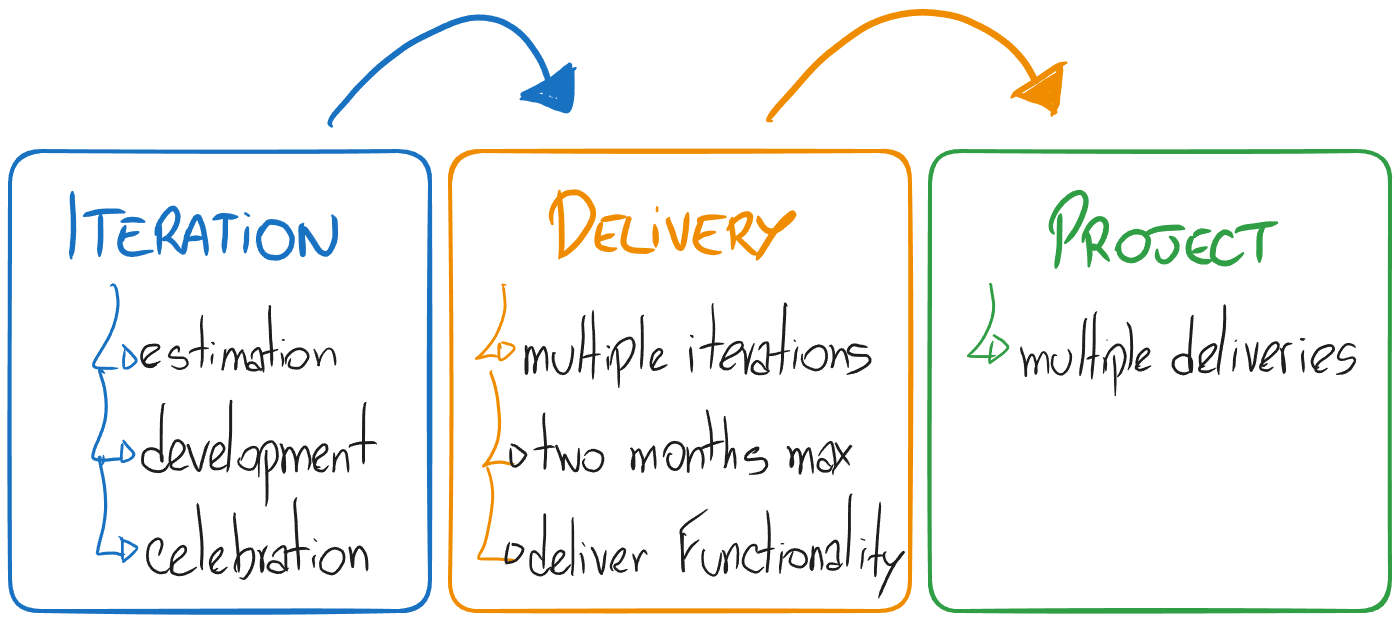 ITERATION
estimation
development
celebration
DELIVERY
multiple iterations
two months max
deliver Functionality
PROJECT
multiple deliveries